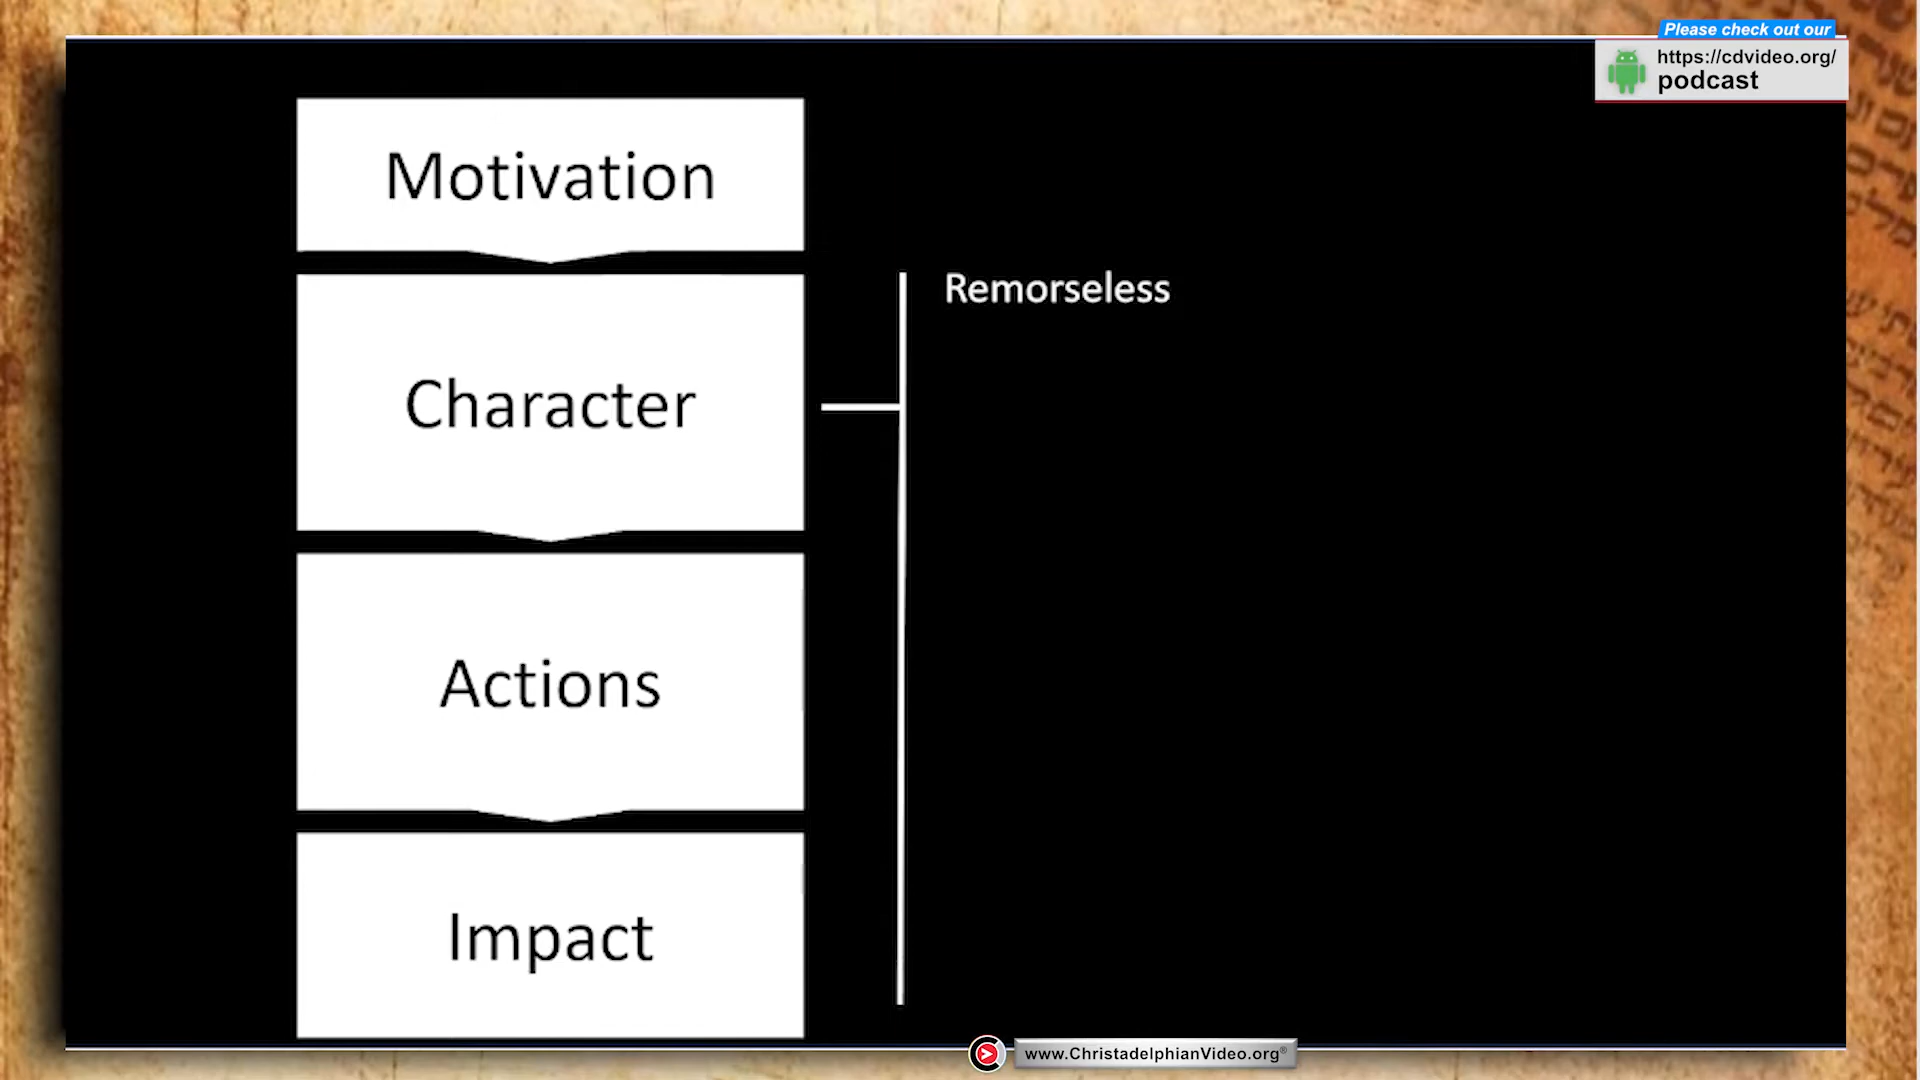 Please check out our
https://cdvideo.org/
podcast
Motivation
Remorseless
Character
Actions
Impact
www.ChristadelphianVideo.org®